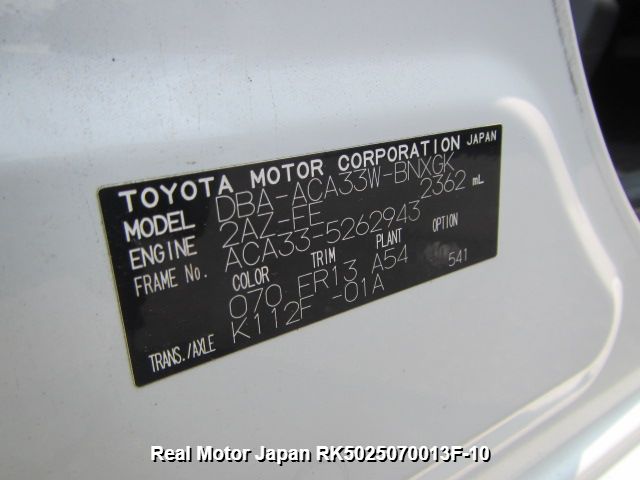 TOYOTA MOTOR CORPORATION JAPAN
MODEL DBA-ACA33W-BNXGK
ENGINE 2AZ-FE 2362 mL
FRAME No. ACA33-5262943
COLOR TRIM PLANT OPTION
070 FR13 A54 541
TRANS./AXLE K112F -01A
Real Motor Japan RK5025070013F-10